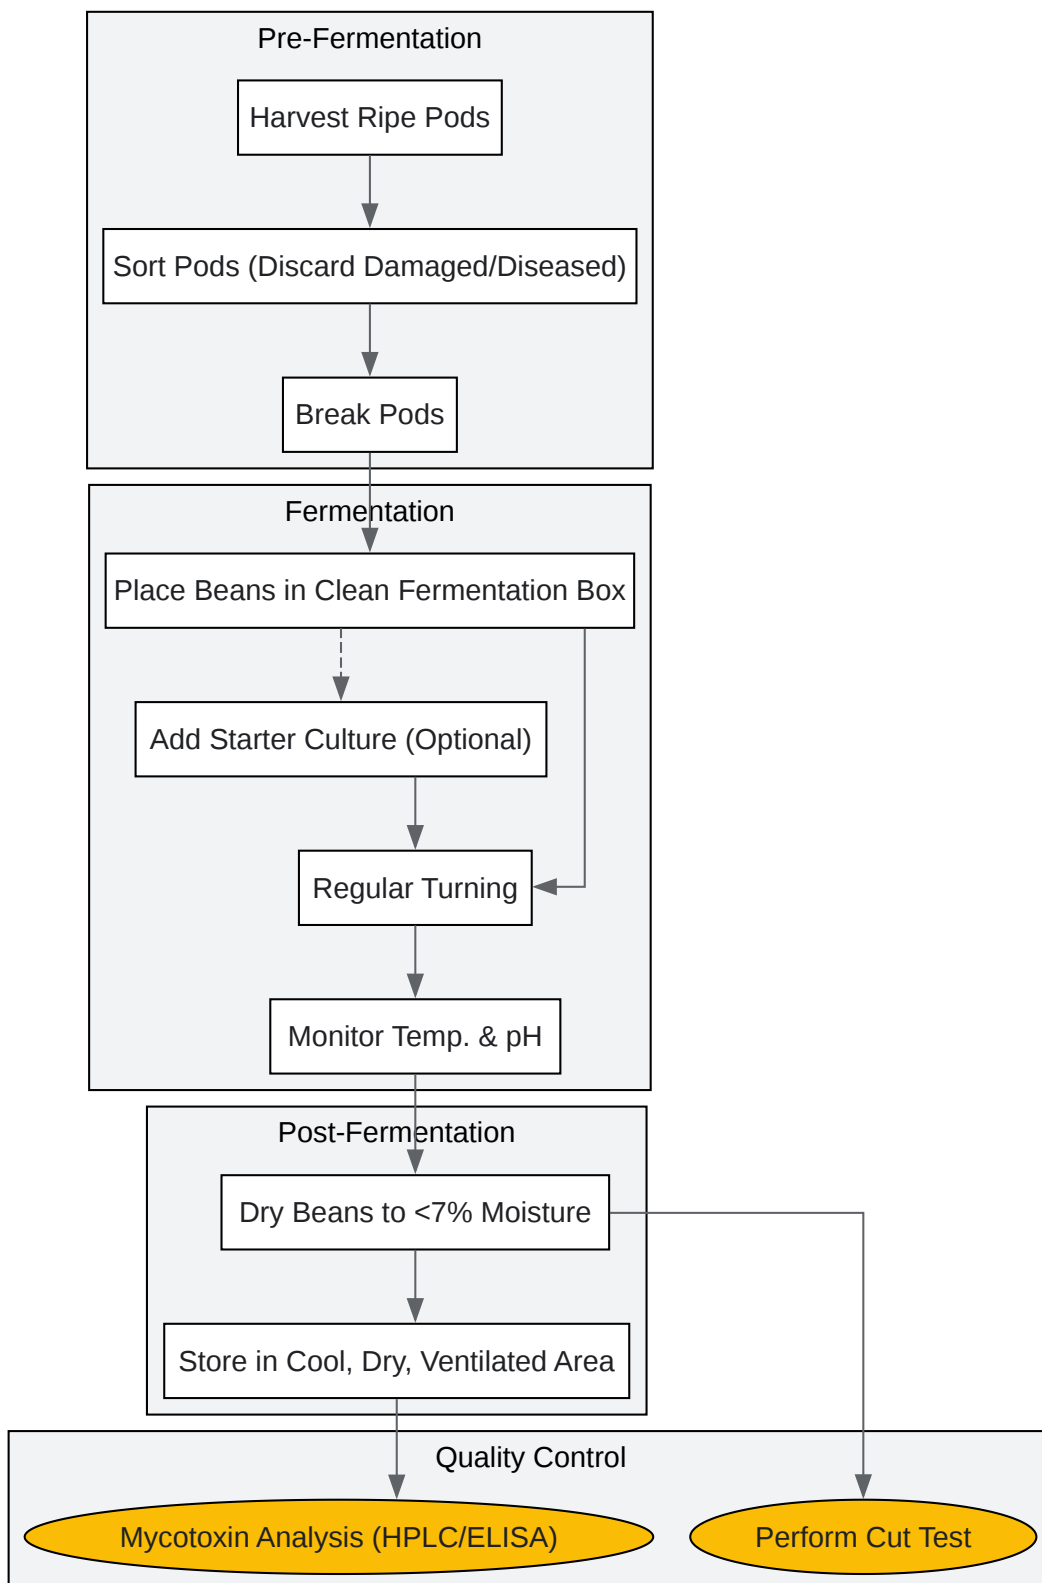 Pre-Fermentation
Harvest Ripe Pods
Sort Pods (Discard Damaged/Diseased)
Break Pods
Fermentation
Place Beans in Clean Fermentation Box
Add Starter Culture (Optional)
Regular Turning
Monitor Temp. & pH
Post-Fermentation
Dry Beans to <7% Moisture
Store in Cool, Dry, Ventilated Area
Quality Control
Mycotoxin Analysis (HPLC/ELISA)
Perform Cut Test